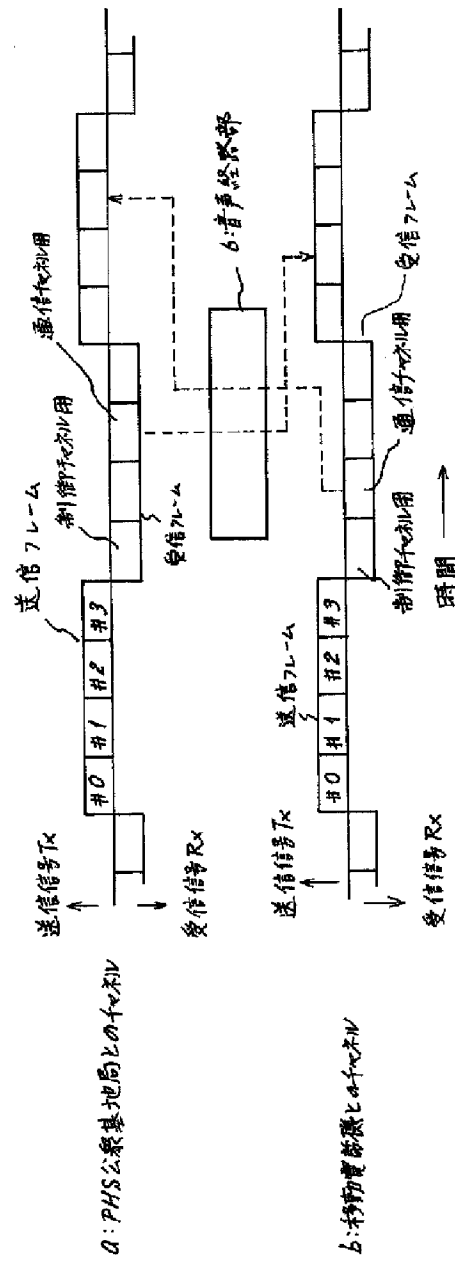 a:PHS公衆基地局とのチャネル
送信信号Tx
受信信号Rx
#0 #1 #2 #3
送信フレーム
制御チャネル用
通信チャネル用
受信フレーム
6:音声経路部
b:移動電話機とのチャネル
送信信号Tx
受信信号Rx
#0 #1 #2 #3
送信フレーム
制御チャネル用
通信チャネル用
受信フレーム
時間